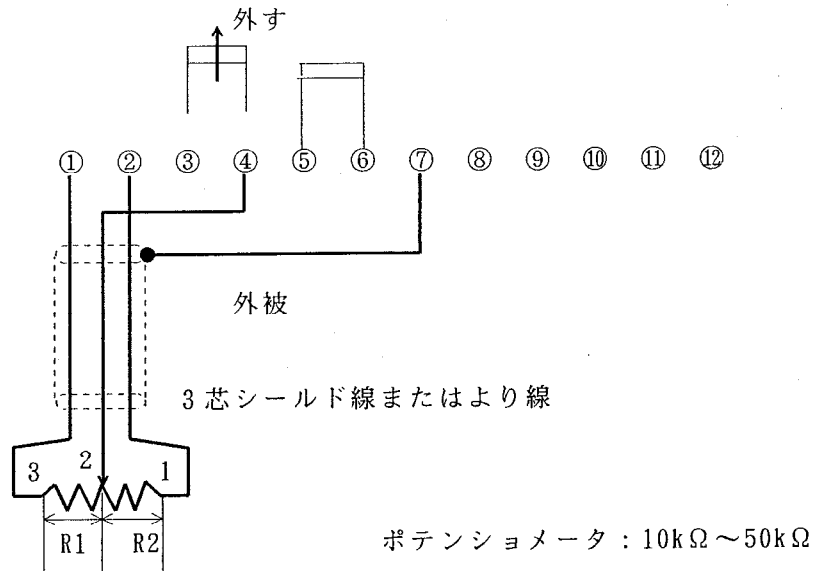 外す
① ② ③ ④ ⑤ ⑥ ⑦ ⑧ ⑨ ⑩ ⑪ ⑫
外被
3芯シールド線またはより線
3 2 1
R1 R2
ポテンショメータ：10kΩ～50kΩ